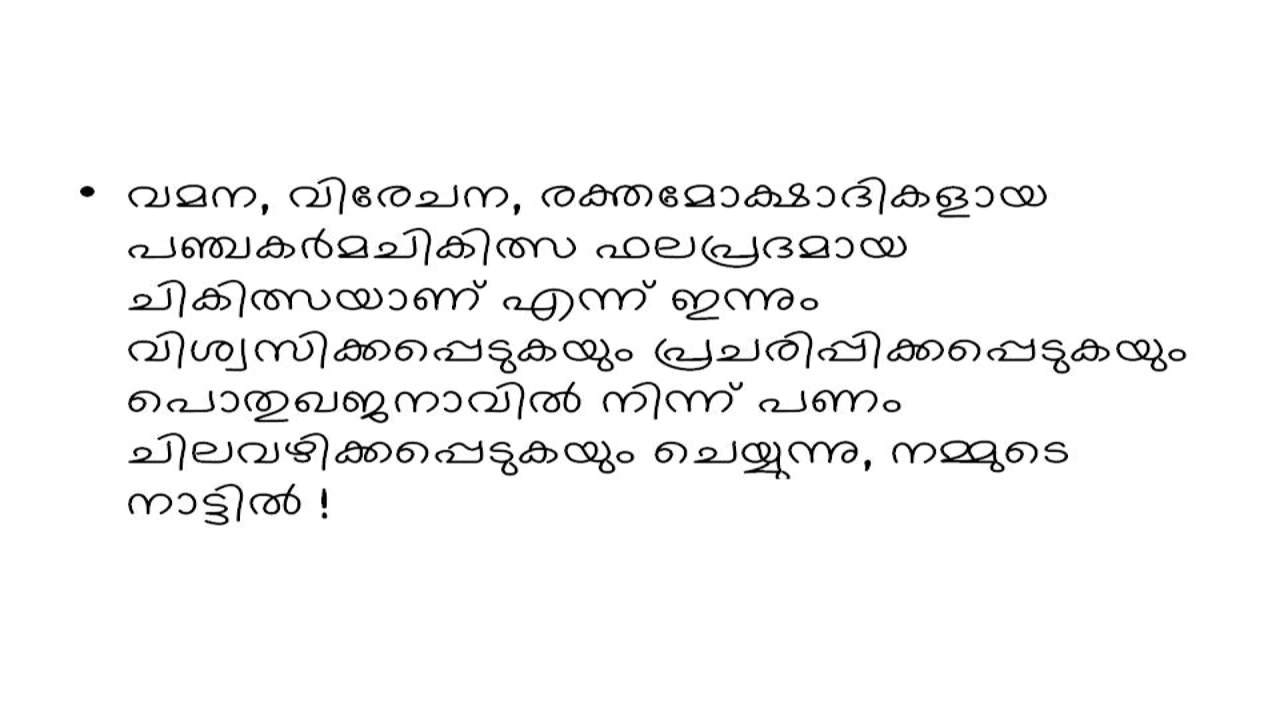 • വമന, വിരേചന, രക്തമോക്ഷാദികളായ
പഞ്ചകർമചികിത്സ ഫലപ്രദമായ
ചികിത്സയാണ് എന്ന് ഇന്നും
വിശ്വസിക്കപ്പെടുകയും പ്രചരിപ്പിക്കപ്പെടുകയും
പൊതുഖജനാവിൽ നിന്ന് പണം
ചിലവഴിക്കപ്പെടുകയും ചെയ്യുന്നു, നമ്മുടെ
നാട്ടിൽ !